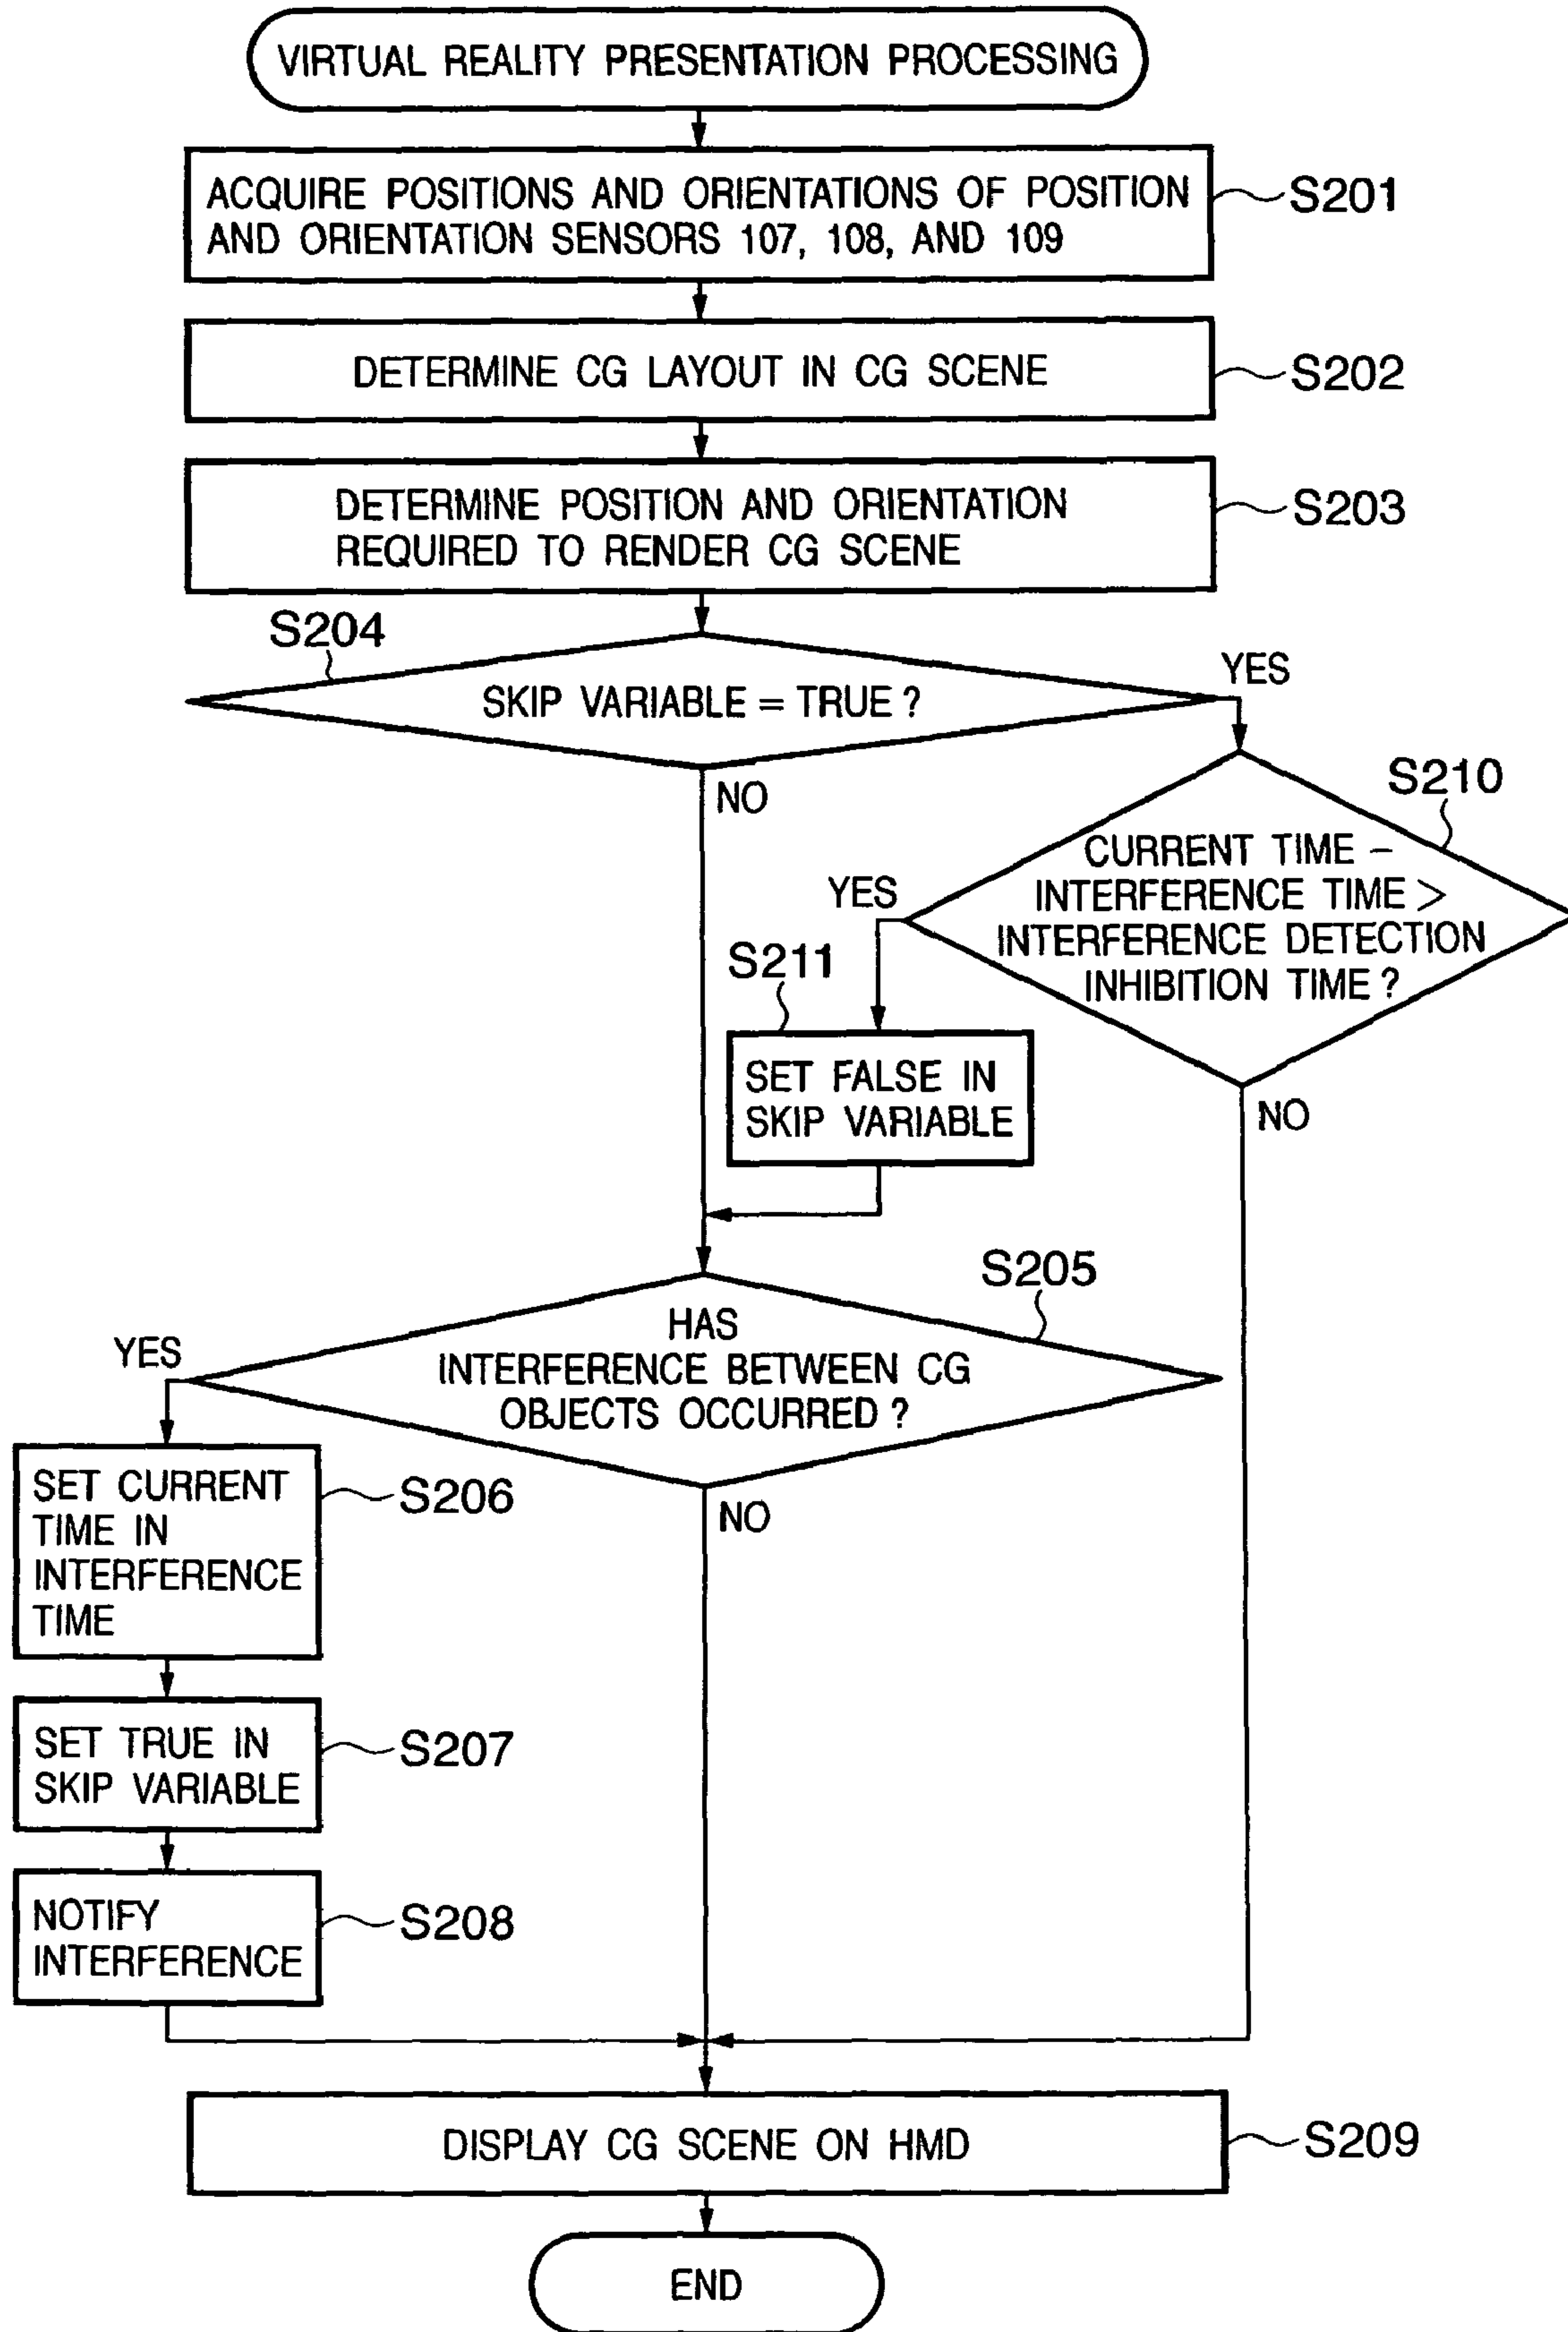 VIRTUAL REALITY PRESENTATION PROCESSING
ACQUIRE POSITIONS AND ORIENTATIONS OF POSITION
AND ORIENTATION SENSORS 107, 108, AND 109
S201
DETERMINE CG LAYOUT IN CG SCENE
S202
DETERMINE POSITION AND ORIENTATION
REQUIRED TO RENDER CG SCENE
S203
S204
SKIP VARIABLE = TRUE ?
YES
NO
S210
CURRENT TIME –
INTERFERENCE TIME >
INTERFERENCE DETECTION
INHIBITION TIME ?
YES
NO
S211
SET FALSE IN
SKIP VARIABLE
S205
HAS
INTERFERENCE BETWEEN CG
OBJECTS OCCURRED ?
YES
NO
SET CURRENT
TIME IN
INTERFERENCE
TIME
S206
SET TRUE IN
SKIP VARIABLE
S207
NOTIFY
INTERFERENCE
S208
DISPLAY CG SCENE ON HMD
S209
END